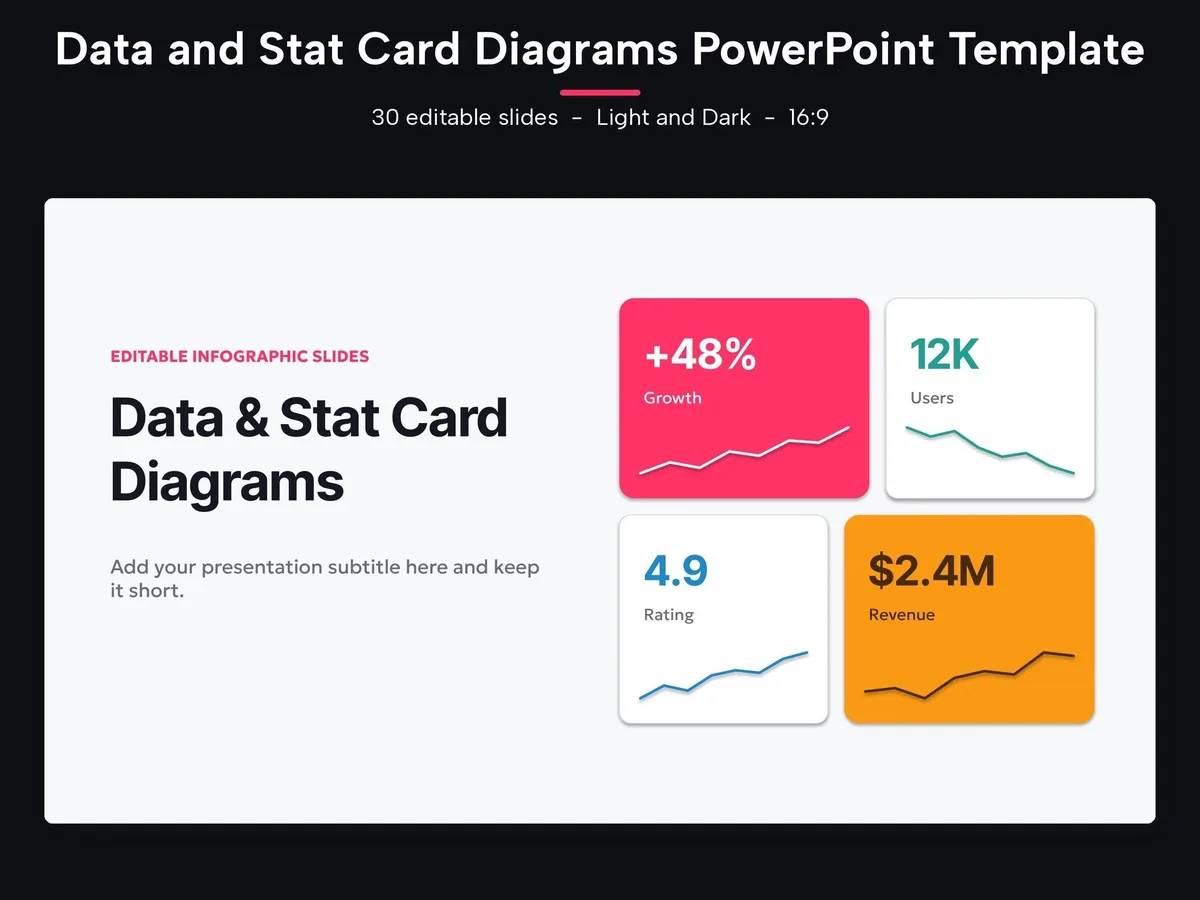 Data and Stat Card Diagrams PowerPoint Template
30 editable slides - Light and Dark - 16:9
EDITABLE INFOGRAPHIC SLIDES
Data & Stat Card
Diagrams
Add your presentation subtitle here and keep
it short.
+48%
Growth
12K
Users
4.9
Rating
$2.4M
Revenue